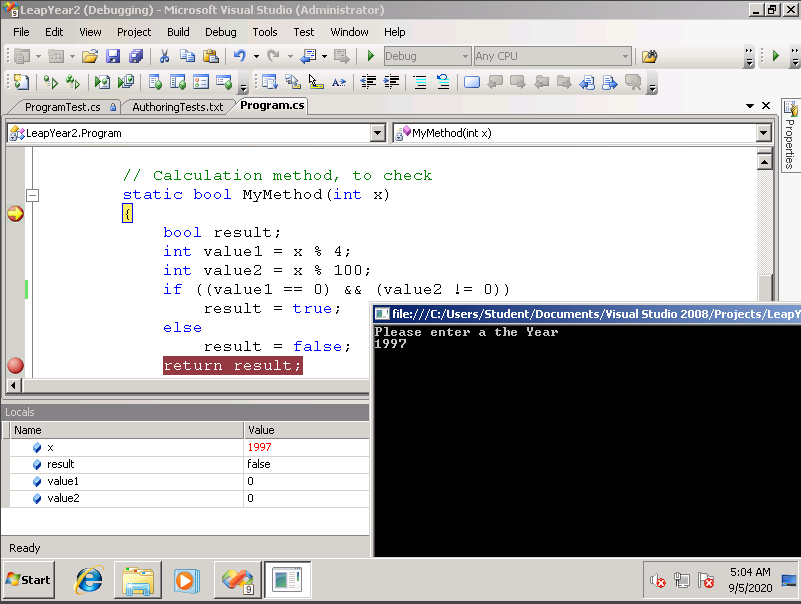 LeapYear2 (Debugging) - Microsoft Visual Studio (Administrator)
File Edit View Project Build Debug Tools Test Window Help
Debug Any CPU
ProgramTest.cs AuthoringTests.txt Program.cs
LeapYear2.Program MyMethod(int x)
Properties
// Calculation method, to check
static bool MyMethod(int x)
{
bool result;
int value1 = x % 4;
int value2 = x % 100;
if ((value1 == 0) && (value2 != 0))
result = true;
else
result = false;
return result;
file:///C:/Users/Student/Documents/Visual Studio 2008/Projects/LeapY
Please enter a the Year
1997
Locals
Name Value
x 1997
result false
value1 0
value2 0
Ready
Start
9
5:04 AM
9/5/2020